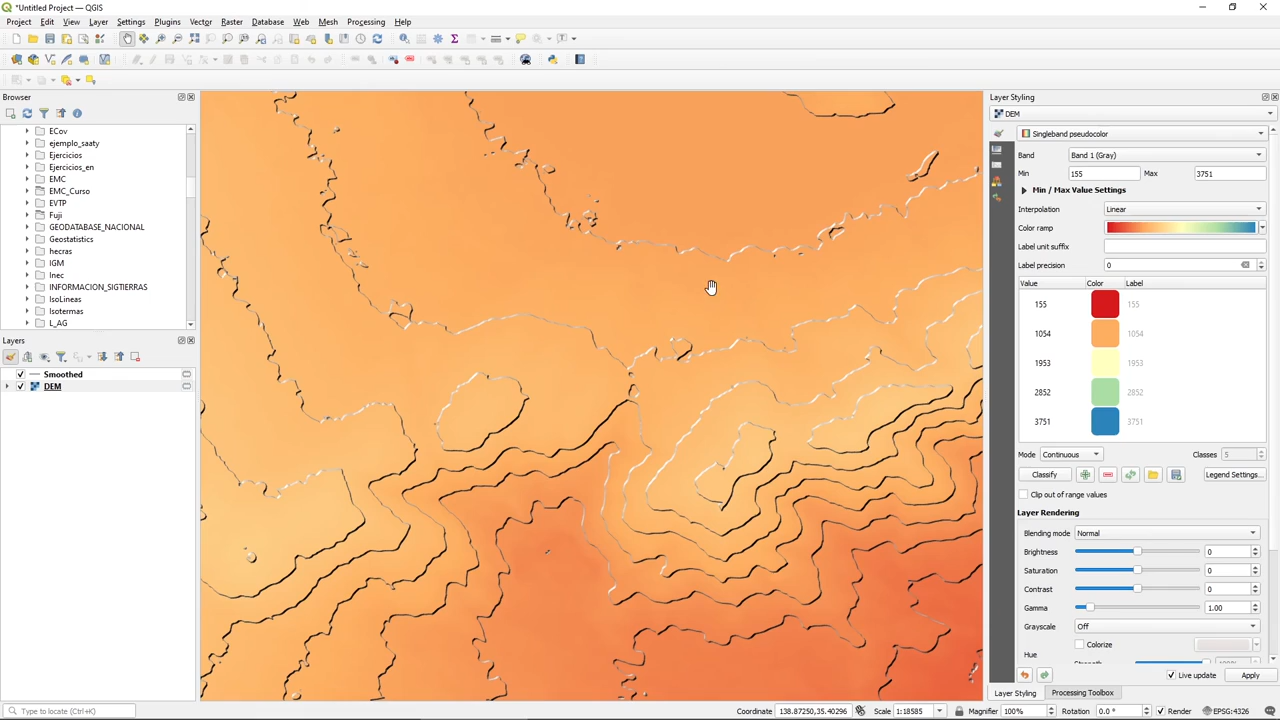 *Untitled Project — QGIS
Project Edit View Layer Settings Plugins Vector Raster Database Web Mesh Processing Help
Browser
ECov
ejemplo_saaty
Ejercicios
Ejercicios_en
EMC
EMC_Curso
EVTP
Fuji
GEODATABASE_NACIONAL
Geostatistics
hecras
IGM
Inec
INFORMACION_SIGTIERRAS
IsoLineas
Isotermas
L_AG
Layers
Smoothed
DEM
Layer Styling
DEM
Singleband pseudocolor
Band Band 1 (Gray)
Min 155 Max 3751
Min / Max Value Settings
Interpolation Linear
Color ramp
Label unit suffix
Label precision 0
Value Color Label
155 155
1054 1054
1953 1953
2852 2852
3751 3751
Mode Continuous Classes 5
Classify Legend Settings...
Clip out of range values
Layer Rendering
Blending mode Normal
Brightness 0
Saturation 0
Contrast 0
Gamma 1.00
Grayscale Off
Colorize
Hue
Live update Apply
Layer Styling Processing Toolbox
Type to locate (Ctrl+K) Coordinate 138.87250,35.40296 Scale 1:18585 Magnifier 100% Rotation 0.0 ° Render EPSG:4326